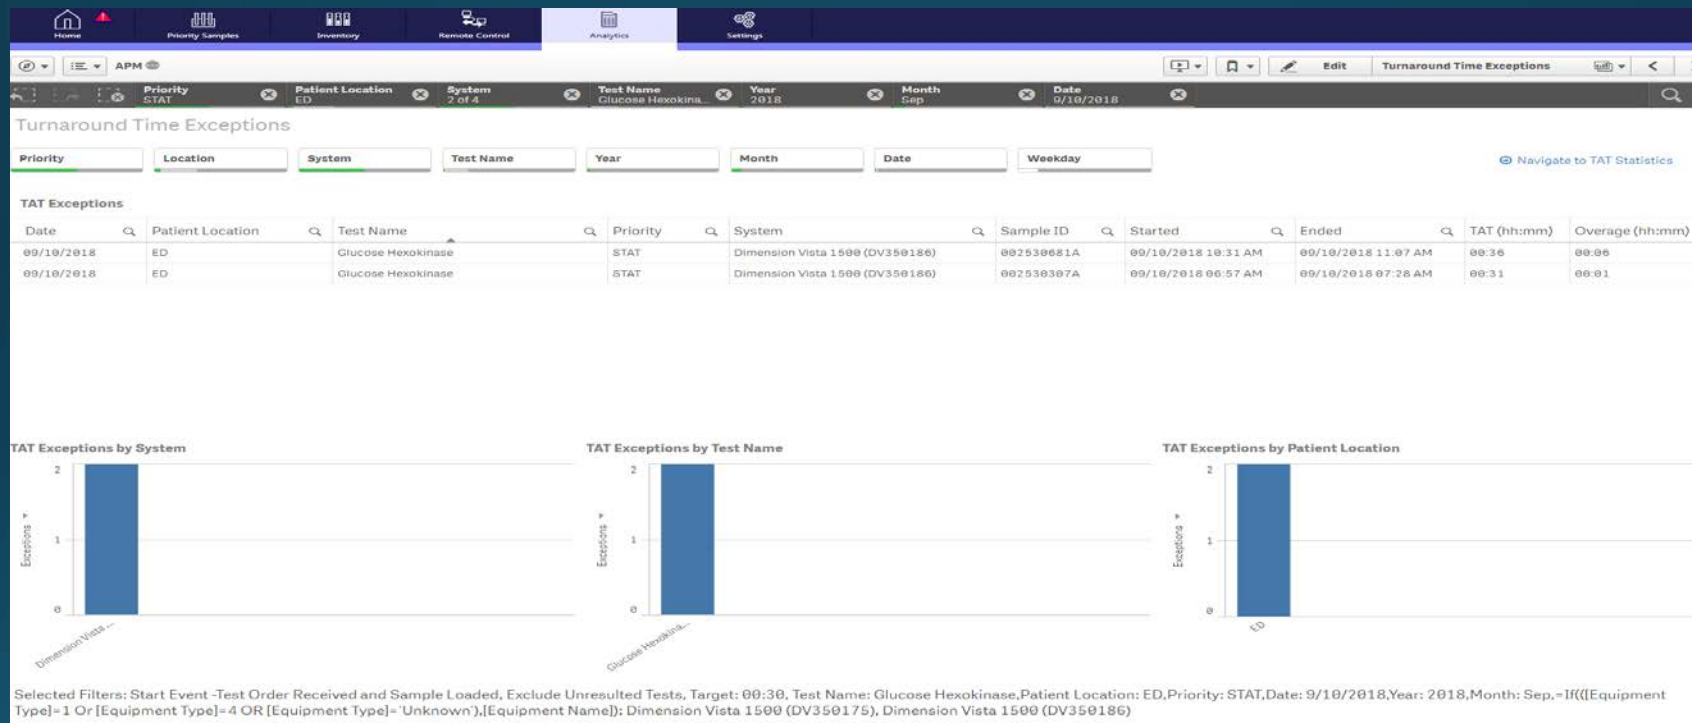 Home Priority Samples Inventory Remote Control Analytics Settings
APM Edit Turnaround Time Exceptions
Priority Patient Location System Test Name Year Month Date
STAT ED 2 of 4 Glucose Hexokina... 2018 Sep 9/10/2018
Turnaround Time Exceptions
Priority Location System Test Name Year Month Date Weekday Navigate to TAT Statistics
TAT Exceptions
Date Patient Location Test Name Priority System Sample ID Started Ended TAT (hh:mm) Overage (hh:mm)
09/10/2018 ED Glucose Hexokinase STAT Dimension Vista 1500 (DV350186) 002530681A 09/10/2018 10:31 AM 09/10/2018 11:07 AM 00:36 00:06
09/10/2018 ED Glucose Hexokinase STAT Dimension Vista 1500 (DV350186) 002530307A 09/10/2018 06:57 AM 09/10/2018 07:28 AM 00:31 00:01
TAT Exceptions by System TAT Exceptions by Test Name TAT Exceptions by Patient Location
2 2 2
Exceptions Exceptions Exceptions
1 1 1
0 0 0
Dimension Vista ... Glucose Hexokina... ED
Selected Filters: Start Event -Test Order Received and Sample Loaded, Exclude Unresulted Tests, Target: 00:30, Test Name: Glucose Hexokinase,Patient Location: ED,Priority: STAT,Date: 9/10/2018,Year: 2018,Month: Sep,=If(([Equipment
Type]=1 Or [Equipment Type]=4 OR [Equipment Type]='Unknown'),[Equipment Name]): Dimension Vista 1500 (DV350175), Dimension Vista 1500 (DV350186)